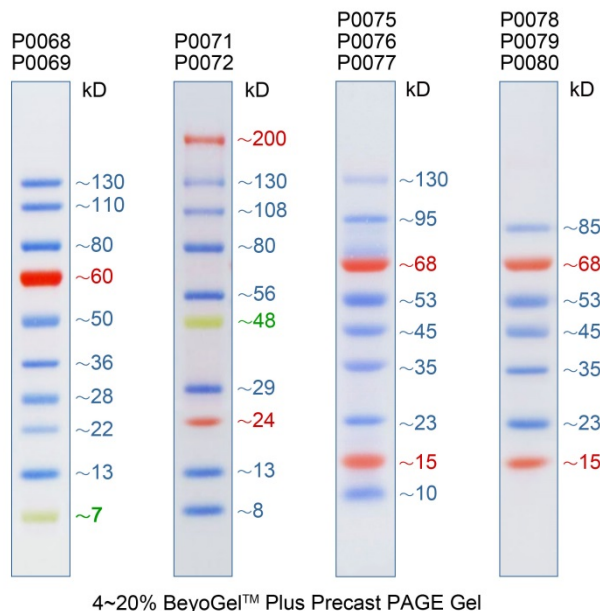 P0068
P0069
kD
~130
~110
~80
~60
~50
~36
~28
~22
~13
~7
P0071
P0072
kD
~200
~130
~108
~80
~56
~48
~29
~24
~13
~8
P0075
P0076
P0077
kD
~130
~95
~68
~53
~45
~35
~23
~15
~10
P0078
P0079
P0080
kD
~85
~68
~53
~45
~35
~23
~15
4~20% BeyoGel™ Plus Precast PAGE Gel